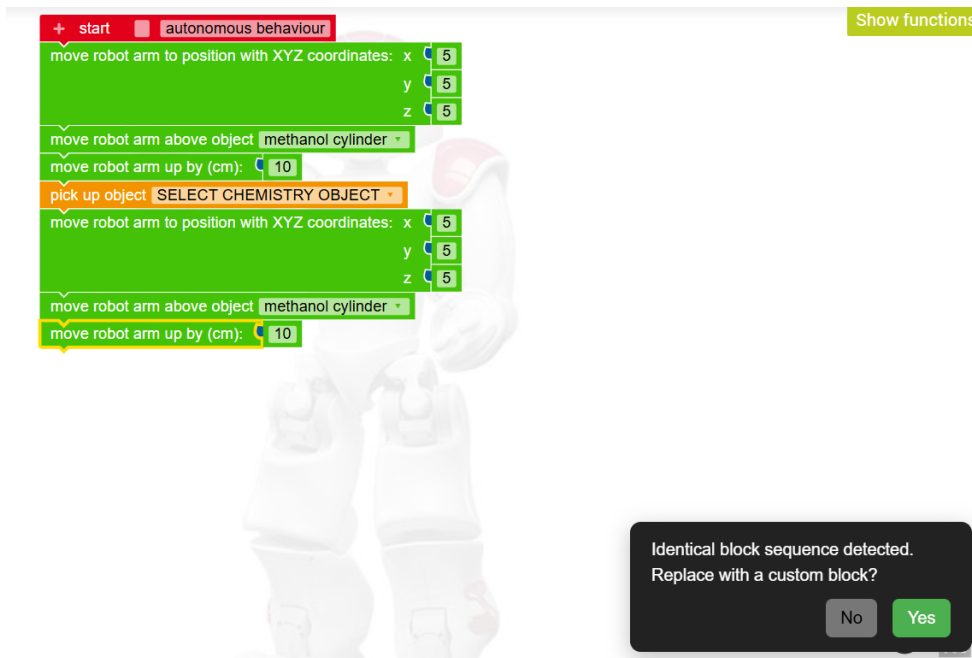 + start autonomous behaviour
Show functions
move robot arm to position with XYZ coordinates: x 5
y 5
z 5
move robot arm above object methanol cylinder
move robot arm up by (cm): 10
pick up object SELECT CHEMISTRY OBJECT
move robot arm to position with XYZ coordinates: x 5
y 5
z 5
move robot arm above object methanol cylinder
move robot arm up by (cm): 10
Identical block sequence detected.
Replace with a custom block?
No Yes